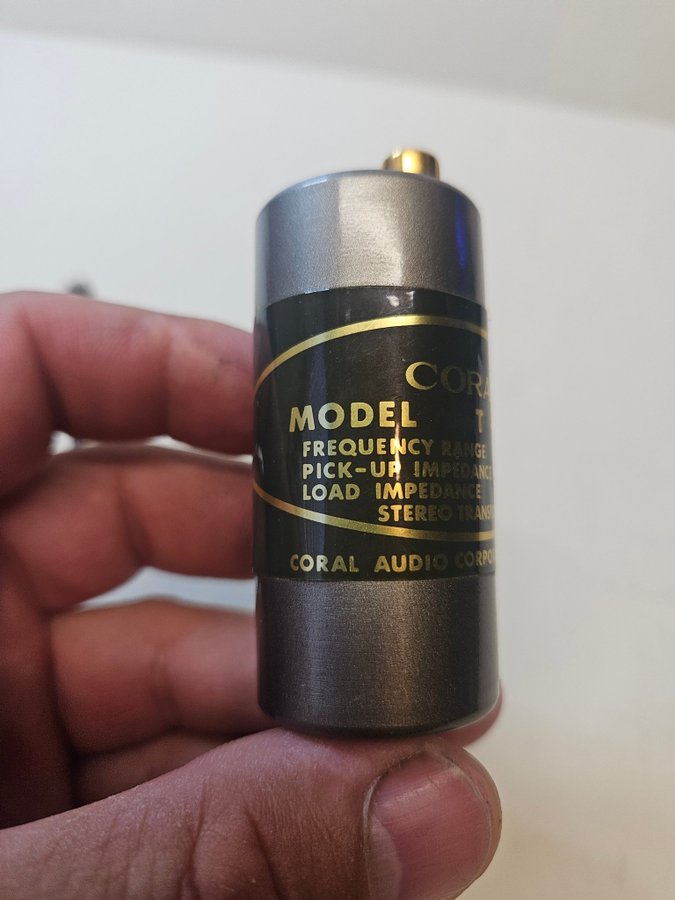 CORA
MODEL T
FREQUENCY RANGE
PICK-UP IMPEDANCE
LOAD IMPEDANCE
STEREO TRANS
CORAL AUDIO CORPO